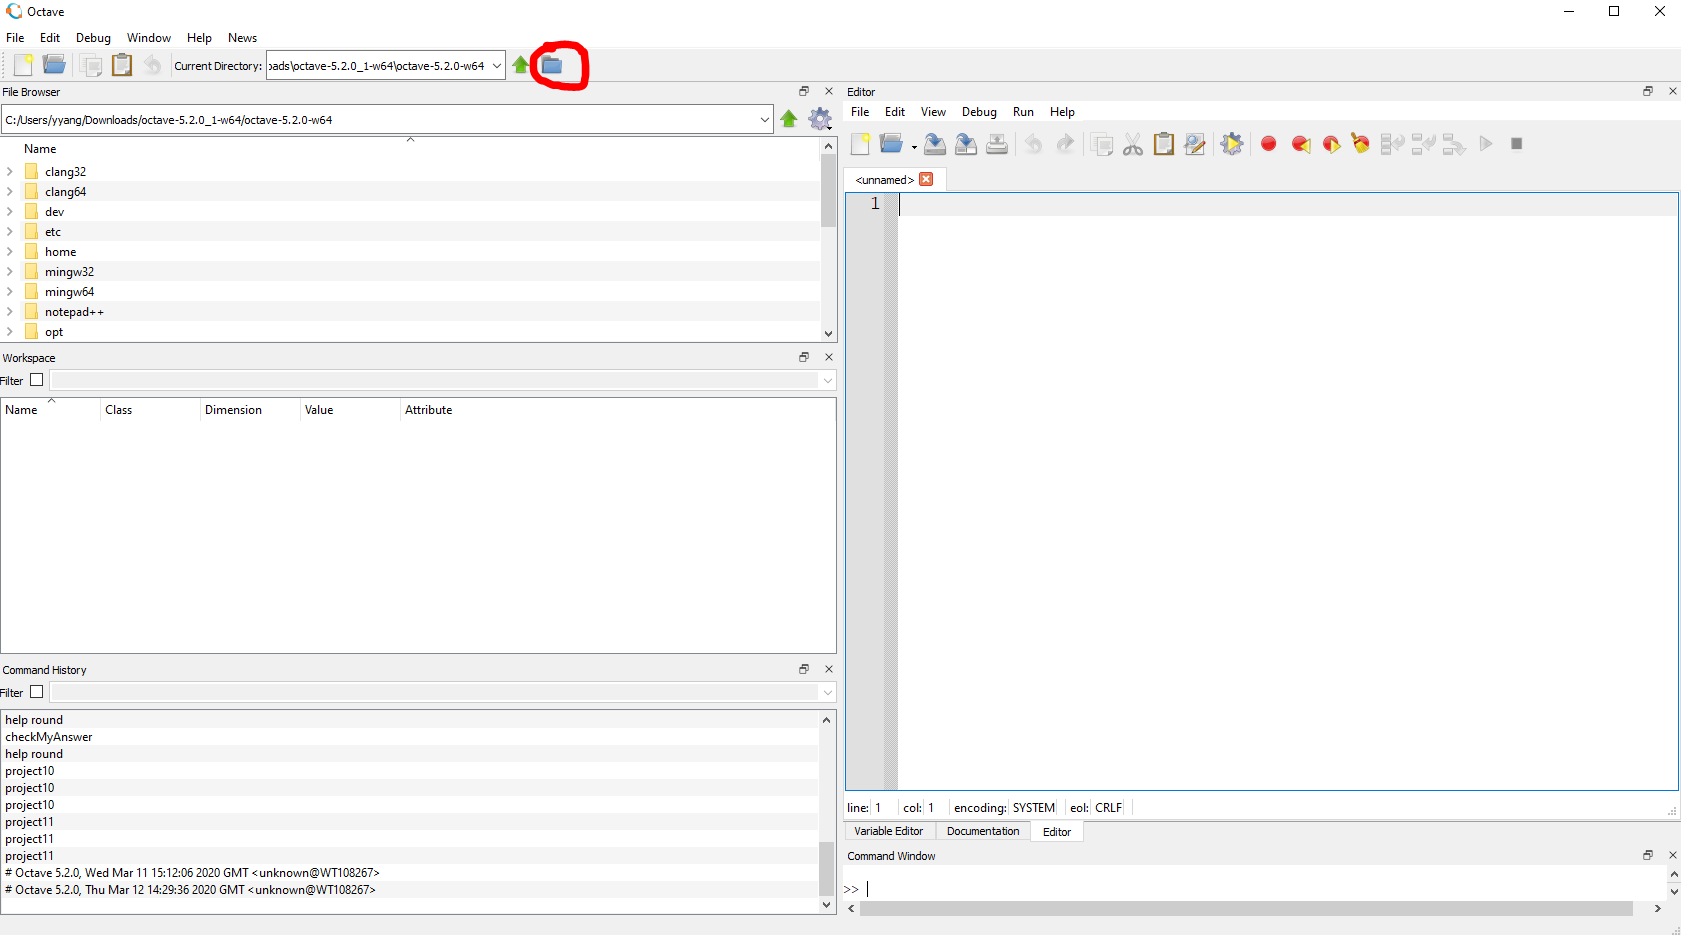 Octave
File Edit Debug Window Help News
Current Directory: oads\octave-5.2.0_1-w64\octave-5.2.0-w64
File Browser
C:/Users/yyang/Downloads/octave-5.2.0_1-w64/octave-5.2.0-w64
Name
clang32
clang64
dev
etc
home
mingw32
mingw64
notepad++
opt
Workspace
Filter
Name Class Dimension Value Attribute
Command History
Filter
help round
checkMyAnswer
help round
project10
project10
project10
project11
project11
project11
# Octave 5.2.0, Wed Mar 11 15:12:06 2020 GMT <unknown@WT108267>
# Octave 5.2.0, Thu Mar 12 14:29:36 2020 GMT <unknown@WT108267>
Editor
File Edit View Debug Run Help
<unnamed>
1
line: 1 col: 1 encoding: SYSTEM eol: CRLF
Variable Editor Documentation Editor
Command Window
>>